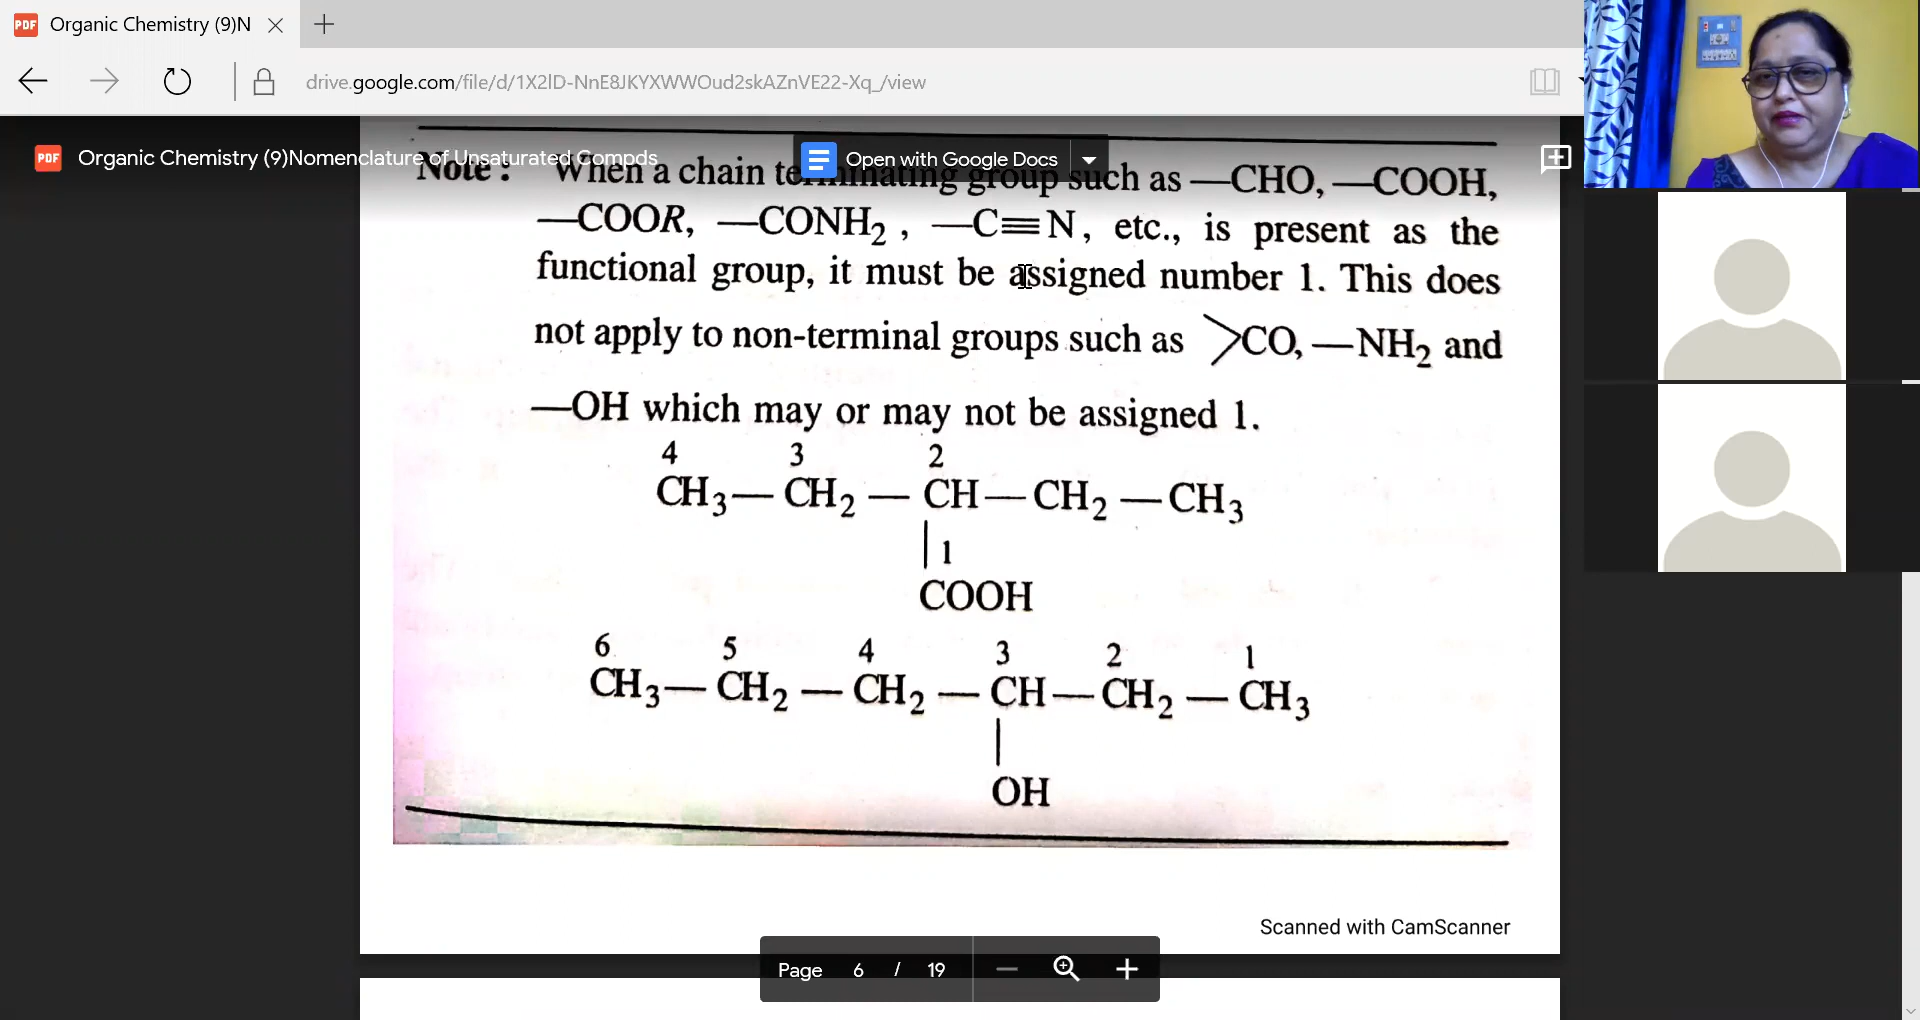 Organic Chemistry (9)N
drive.google.com/file/d/1X2lD-NnE8JKYXWWOud2skAZnVE22-Xq_/view
PDF Organic Chemistry (9)Nomenclature of Unsaturated Compds
Open with Google Docs
Note : When a chain terminating group such as —CHO, —COOH,
—COOR, —CONH₂ , —C≡N, etc., is present as the
functional group, it must be assigned number 1. This does
not apply to non-terminal groups such as >CO, —NH₂ and
—OH which may or may not be assigned 1.
4 3 2
CH₃— CH₂ — CH— CH₂ — CH₃
| 1
COOH
6 5 4 3 2 1
CH₃— CH₂ — CH₂ — CH— CH₂ — CH₃
|
OH
Scanned with CamScanner
Page 6 / 19